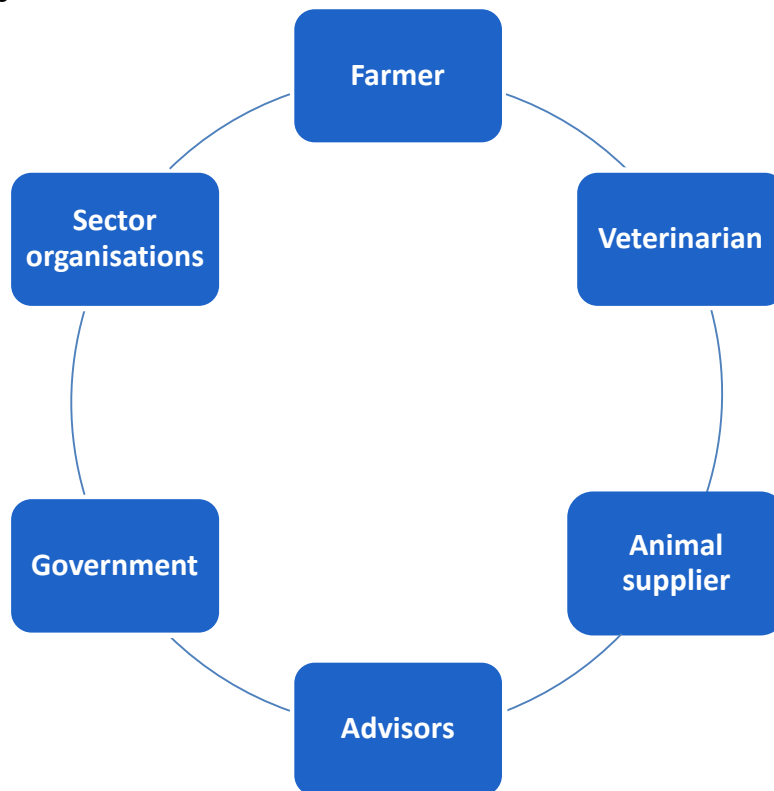 Farmer
Sector
organisations
Veterinarian
Government
Animal
supplier
Advisors